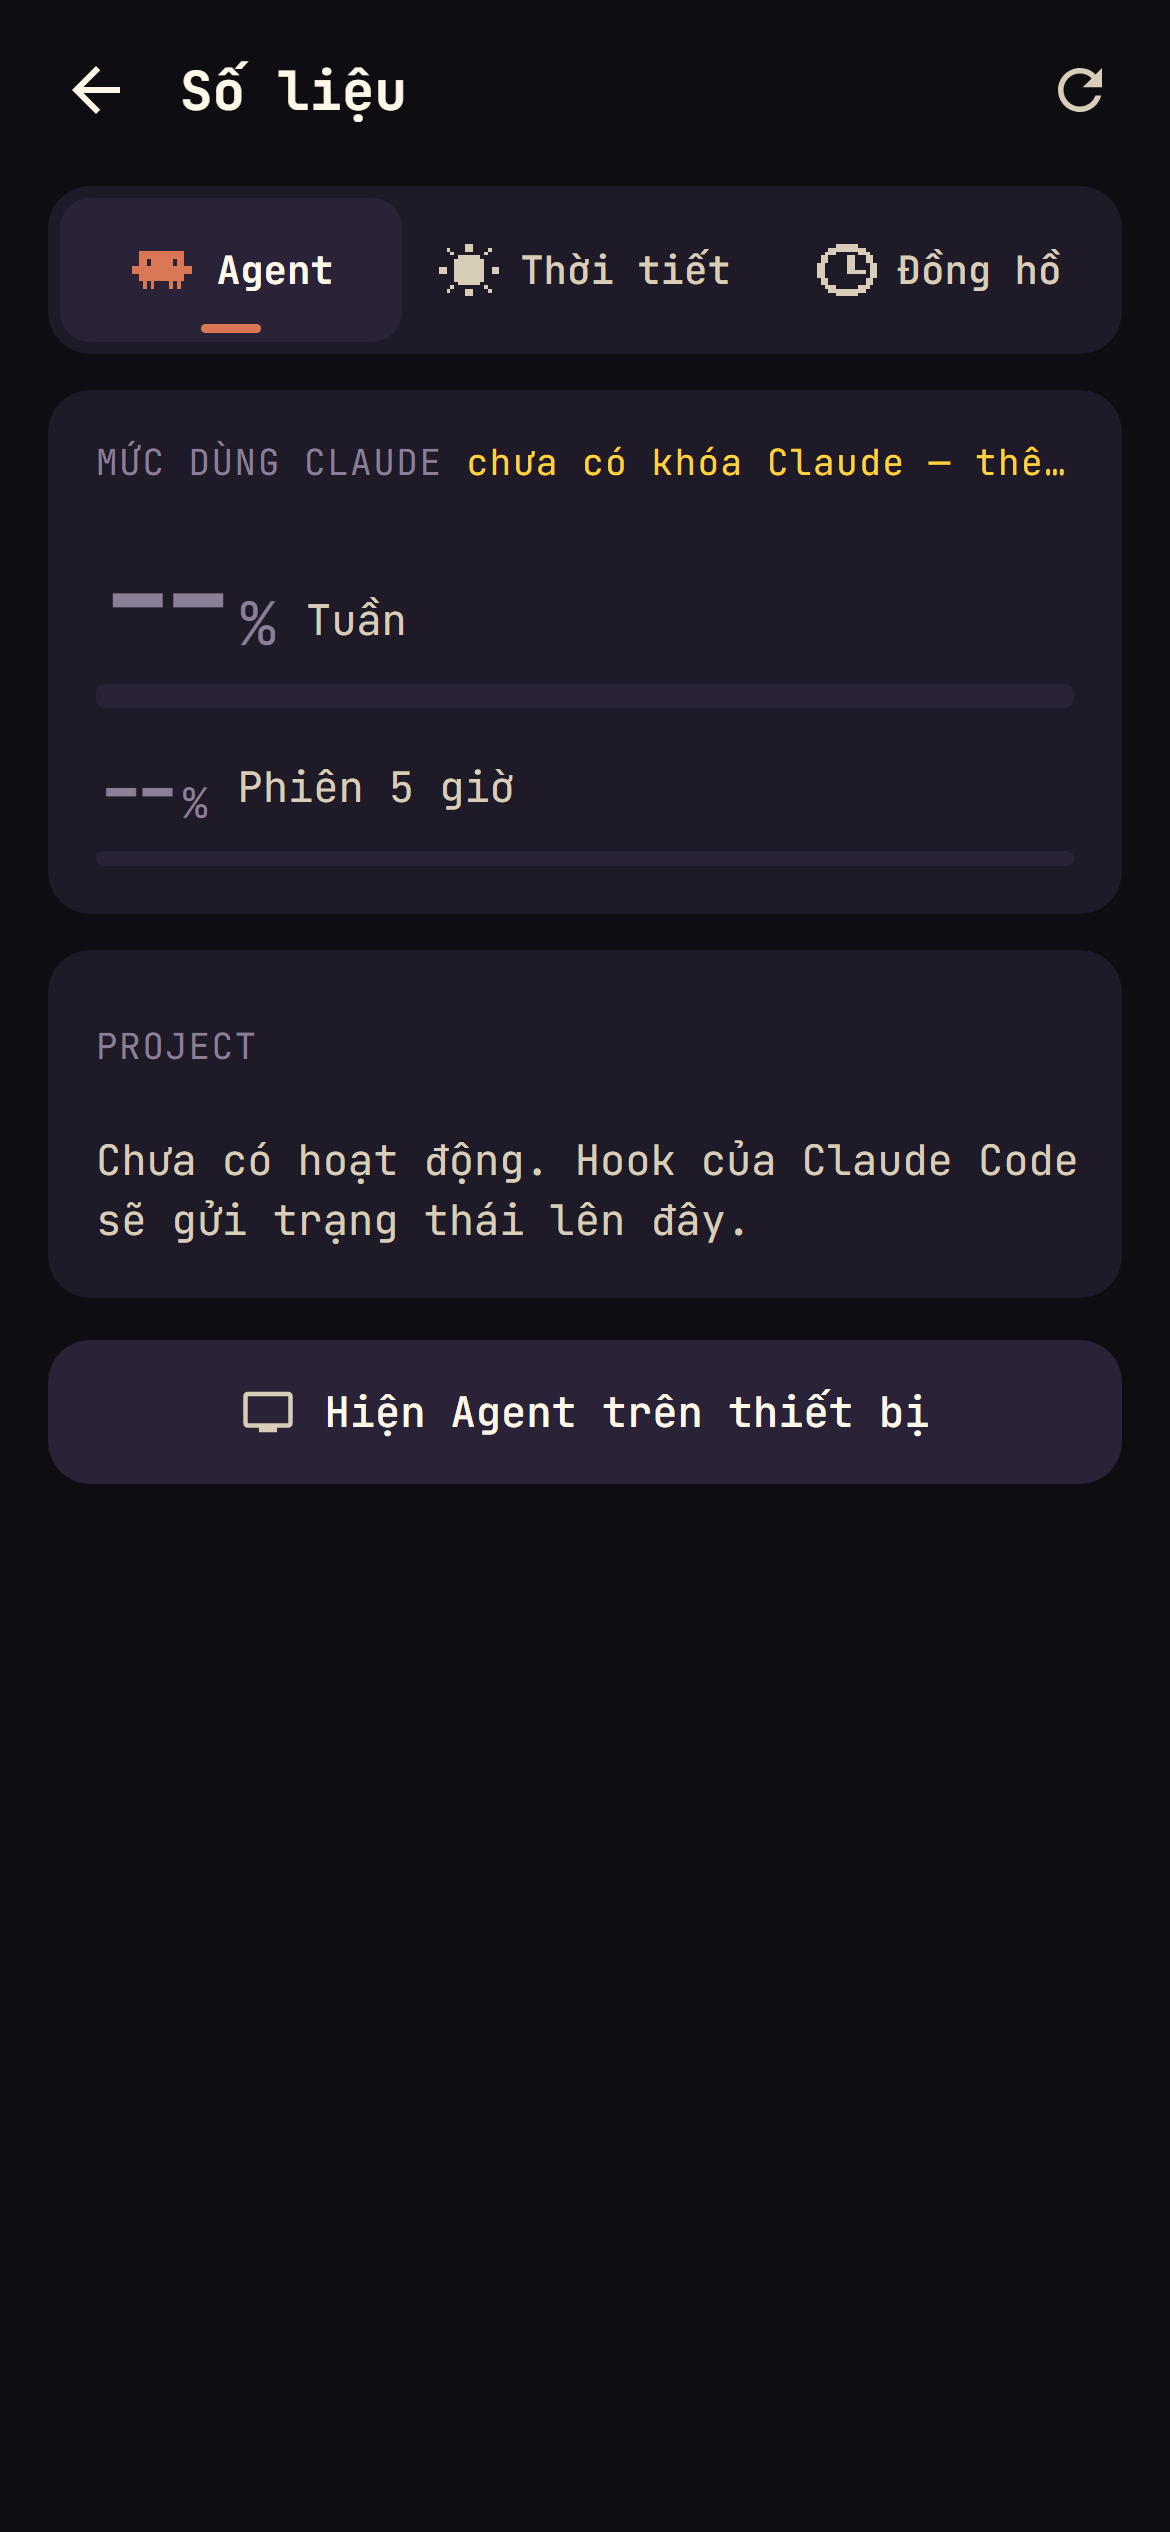 Số liệu
Agent
Thời tiết
Đồng hồ
MỨC DÙNG CLAUDE chưa có khóa Claude — thê…
--% Tuần
--% Phiên 5 giờ
PROJECT
Chưa có hoạt động. Hook của Claude Code
sẽ gửi trạng thái lên đây.
Hiện Agent trên thiết bị